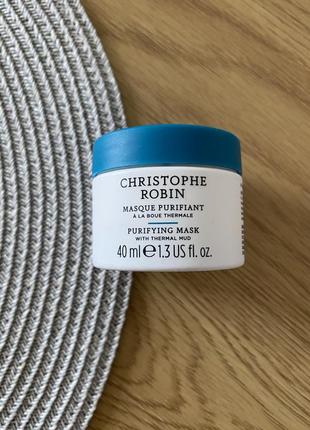 CHRISTOPHE
ROBIN
MASQUE PURIFIANT
À LA BOUE THERMALE
PURIFYING MASK
WITH THERMAL MUD
40 ml ℮ 1.3 US fl. oz.